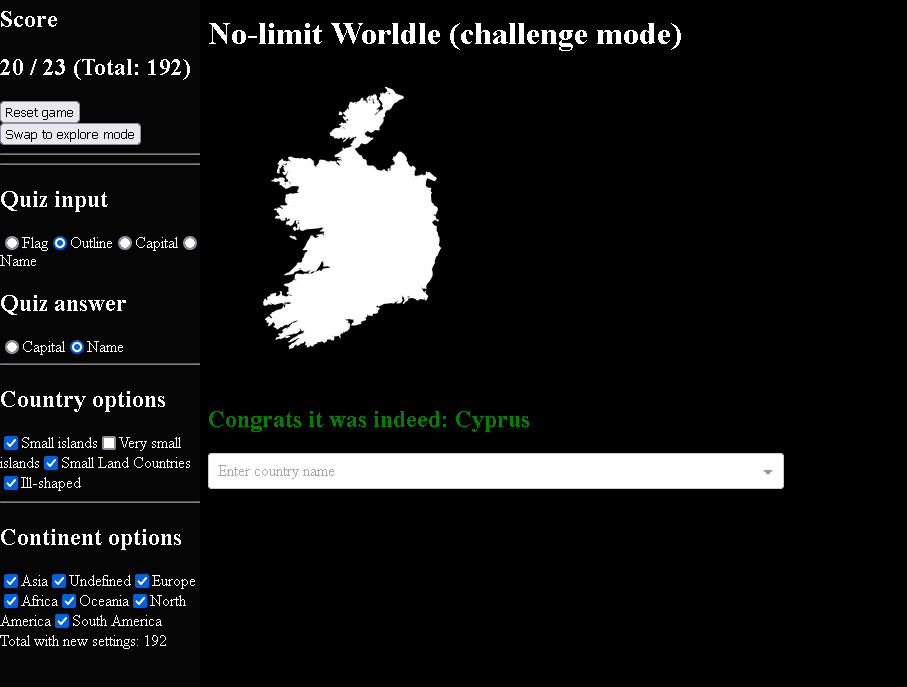 Score
20 / 23 (Total: 192)
Reset game
Swap to explore mode
Quiz input
Flag Outline Capital
Name
Quiz answer
Capital Name
Country options
Small islands Very small
islands Small Land Countries
Ill-shaped
Continent options
Asia Undefined Europe
Africa Oceania North
America South America
Total with new settings: 192
No-limit Worldle (challenge mode)
Congrats it was indeed: Cyprus
Enter country name